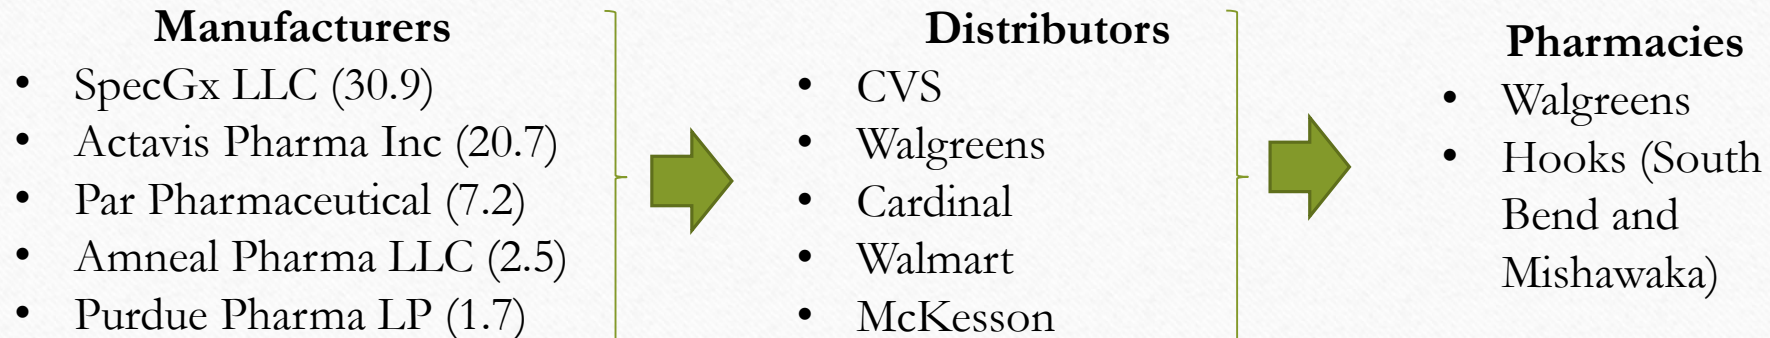 Manufacturers
• SpecGx LLC (30.9)
• Actavis Pharma Inc (20.7)
• Par Pharmaceutical (7.2)
• Amneal Pharma LLC (2.5)
• Purdue Pharma LP (1.7)
Distributors
• CVS
• Walgreens
• Cardinal
• Walmart
• McKesson
Pharmacies
• Walgreens
• Hooks (South
Bend and
Mishawaka)